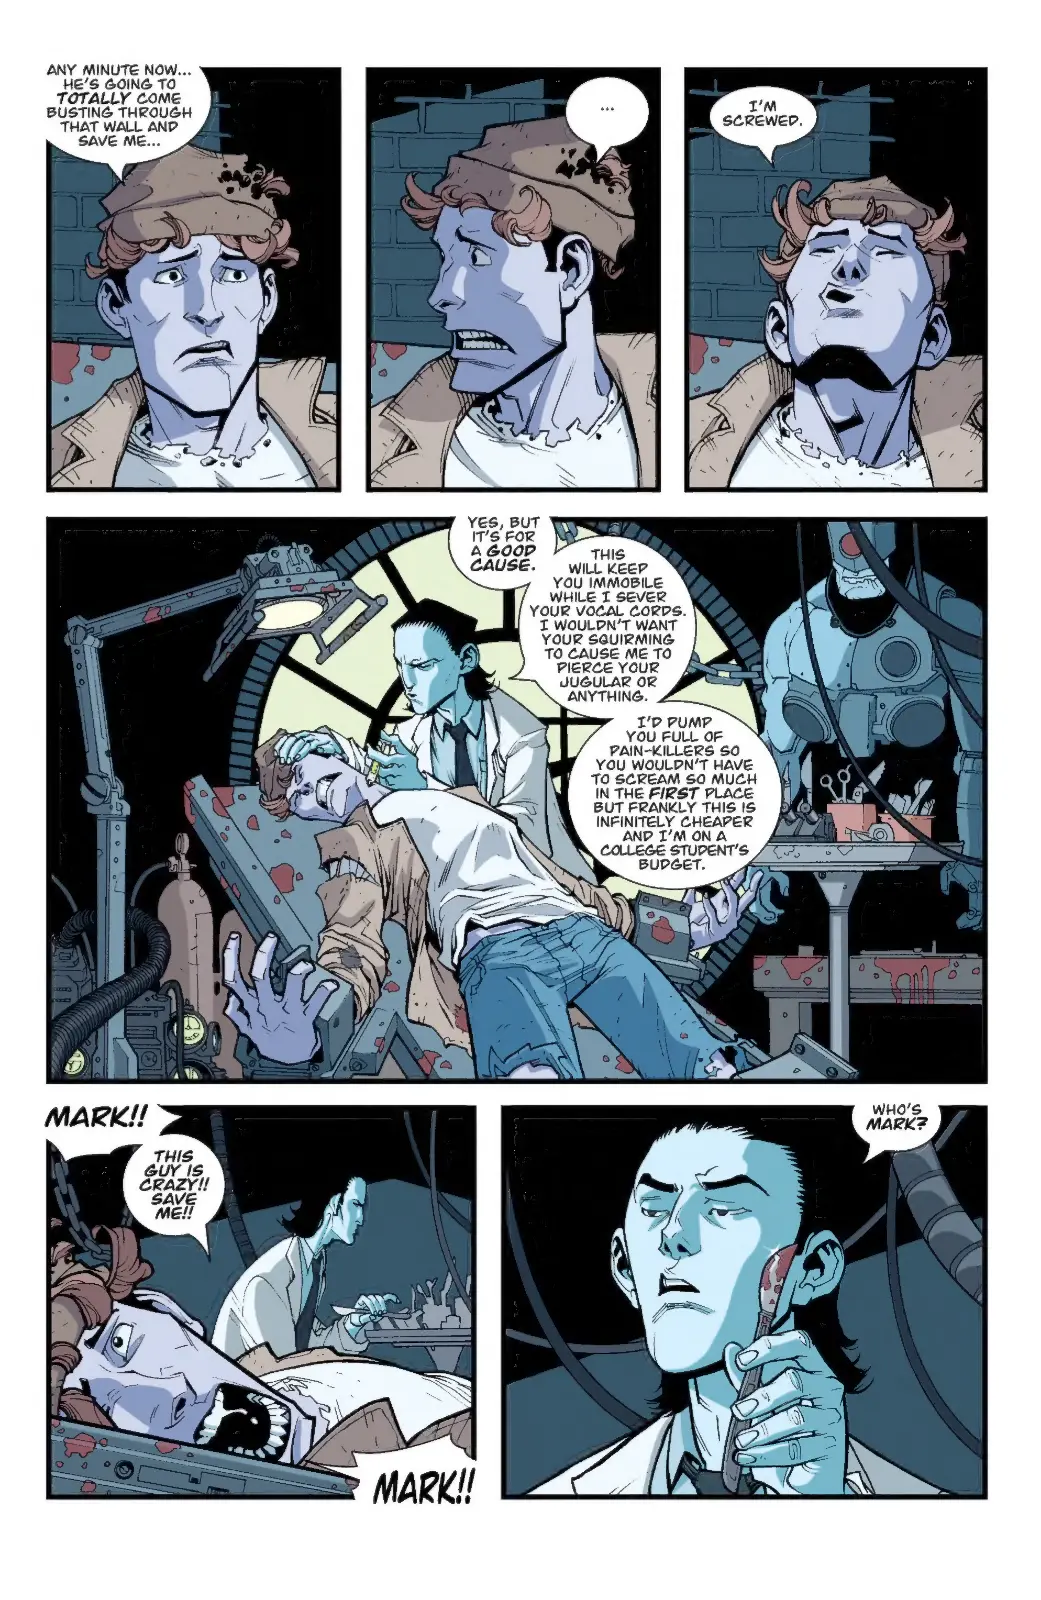 ANY MINUTE NOW...
HE'S GOING TO
TOTALLY COME
BUSTING THROUGH
THAT WALL AND
SAVE ME...
...
I'M
SCREWED.
YES, BUT
IT'S FOR
A GOOD
CAUSE.
THIS
WILL KEEP
YOU IMMOBILE
WHILE I SEVER
YOUR VOCAL CORDS.
I WOULDN'T WANT
YOUR SQUIRMING
TO CAUSE ME TO
PIERCE YOUR
JUGULAR OR
ANYTHING.
I'D PUMP
YOU FULL OF
PAIN-KILLERS SO
YOU WOULDN'T HAVE
TO SCREAM SO MUCH
IN THE FIRST PLACE
BUT FRANKLY THIS IS
INFINITELY CHEAPER
AND I'M ON A
COLLEGE STUDENT'S
BUDGET.
MARK!!
THIS
GUY IS
CRAZY!!
SAVE
ME!!
MARK!!
WHO'S
MARK?